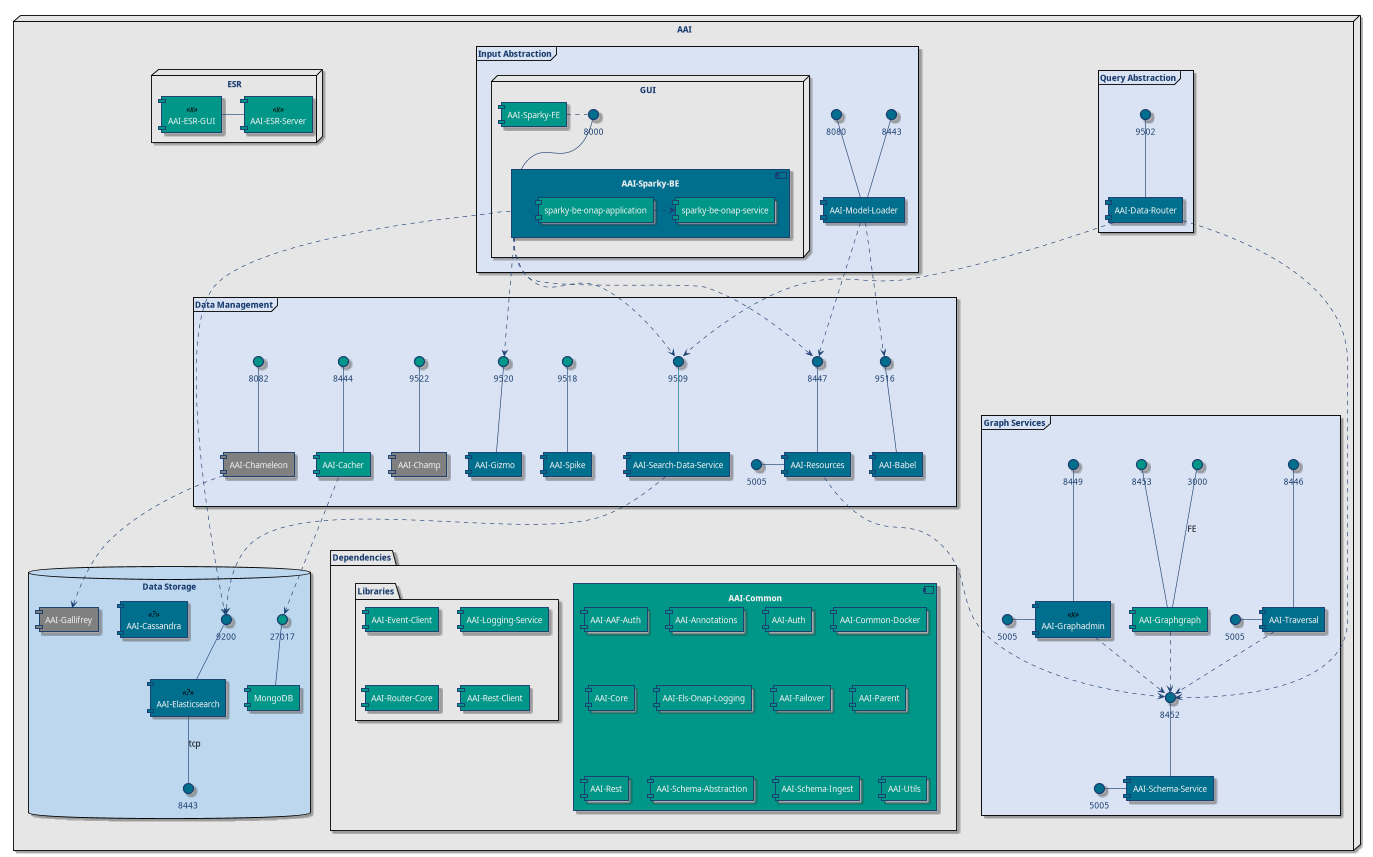 AAI
ESR
«x»
AAI-ESR-GUI
«x»
AAI-ESR-Server
Input Abstraction
GUI
AAI-Sparky-FE
8000
AAI-Sparky-BE
sparky-be-onap-application
sparky-be-onap-service
8080
8443
AAI-Model-Loader
Query Abstraction
9502
AAI-Data-Router
Data Management
8082
8444
9522
9520
9518
9509
8447
9516
AAI-Chameleon
AAI-Cacher
AAI-Champ
AAI-Gizmo
AAI-Spike
AAI-Search-Data-Service
5005
AAI-Resources
AAI-Babel
Graph Services
8449
8453
3000
8446
FE
5005
«x»
AAI-Graphadmin
AAI-Graphgraph
5005
AAI-Traversal
8452
5005
AAI-Schema-Service
Data Storage
AAI-Gallifrey
«?»
AAI-Cassandra
9200
27017
«?»
AAI-Elasticsearch
MongoDB
tcp
8443
Dependencies
Libraries
AAI-Event-Client
AAI-Logging-Service
AAI-Router-Core
AAI-Rest-Client
AAI-Common
AAI-AAF-Auth
AAI-Annotations
AAI-Auth
AAI-Common-Docker
AAI-Core
AAI-Els-Onap-Logging
AAI-Failover
AAI-Parent
AAI-Rest
AAI-Schema-Abstraction
AAI-Schema-Ingest
AAI-Utils